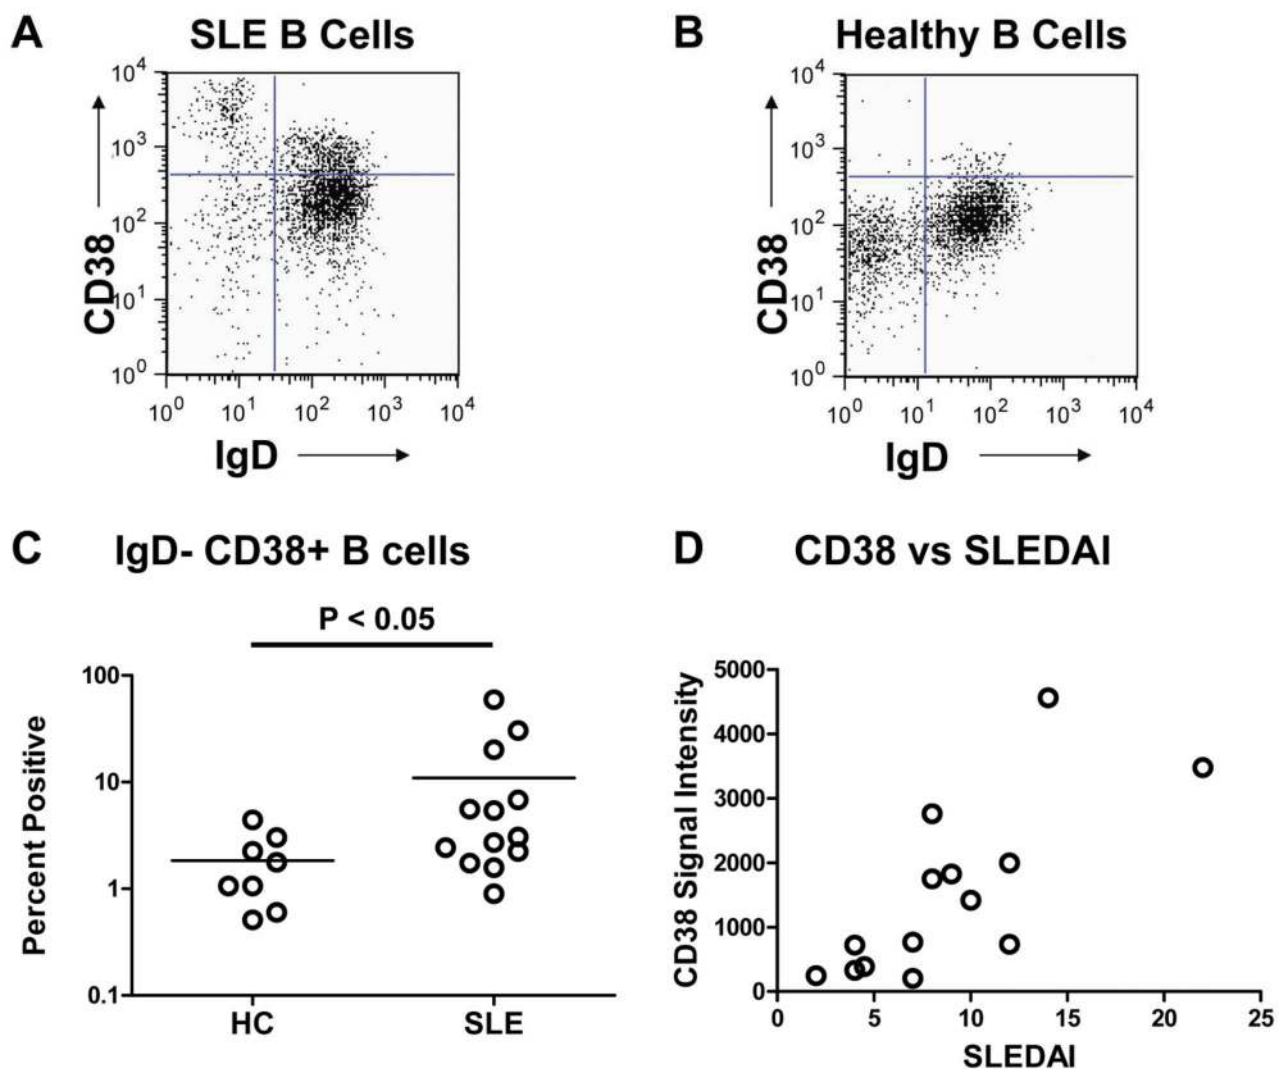 A SLE B Cells
10^4
10^3
10^2
10^1
10^0
CD38
10^0 10^1 10^2 10^3 10^4
IgD
B Healthy B Cells
10^4
10^3
10^2
10^1
10^0
CD38
10^0 10^1 10^2 10^3 10^4
IgD
C IgD- CD38+ B cells
P < 0.05
100
10
1
0.1
Percent Positive
HC SLE
D CD38 vs SLEDAI
5000
4000
3000
2000
1000
0
CD38 Signal Intensity
0 5 10 15 20 25
SLEDAI